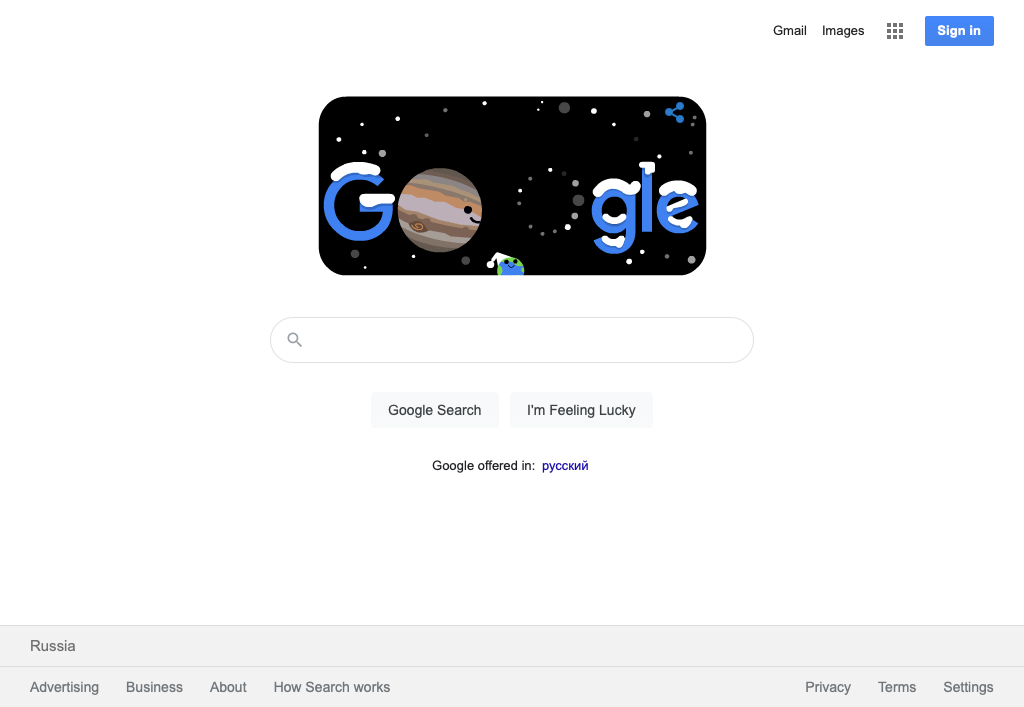 Gmail Images Sign in
Google
Google Search I'm Feeling Lucky
Google offered in: русский
Russia
Advertising Business About How Search works Privacy Terms Settings